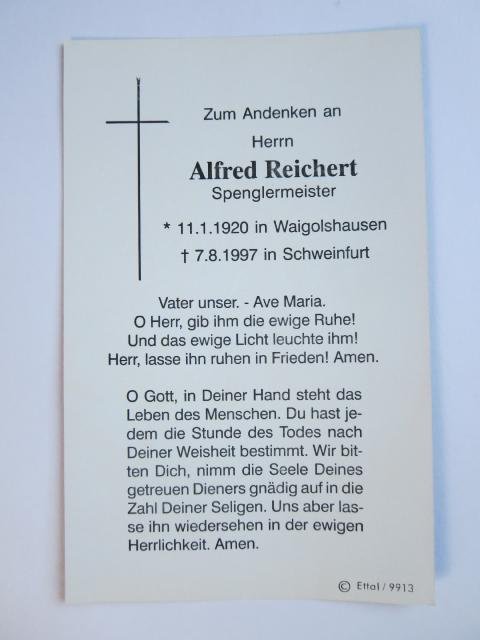 Zum Andenken an
Herrn
Alfred Reichert
Spenglermeister
* 11.1.1920 in Waigolshausen
† 7.8.1997 in Schweinfurt
Vater unser. - Ave Maria.
O Herr, gib ihm die ewige Ruhe!
Und das ewige Licht leuchte ihm!
Herr, lasse ihn ruhen in Frieden! Amen.
O Gott, in Deiner Hand steht das
Leben des Menschen. Du hast je-
dem die Stunde des Todes nach
Deiner Weisheit bestimmt. Wir bit-
ten Dich, nimm die Seele Deines
getreuen Dieners gnädig auf in die
Zahl Deiner Seligen. Uns aber las-
se ihn wiedersehen in der ewigen
Herrlichkeit. Amen.
© Ettal / 9913